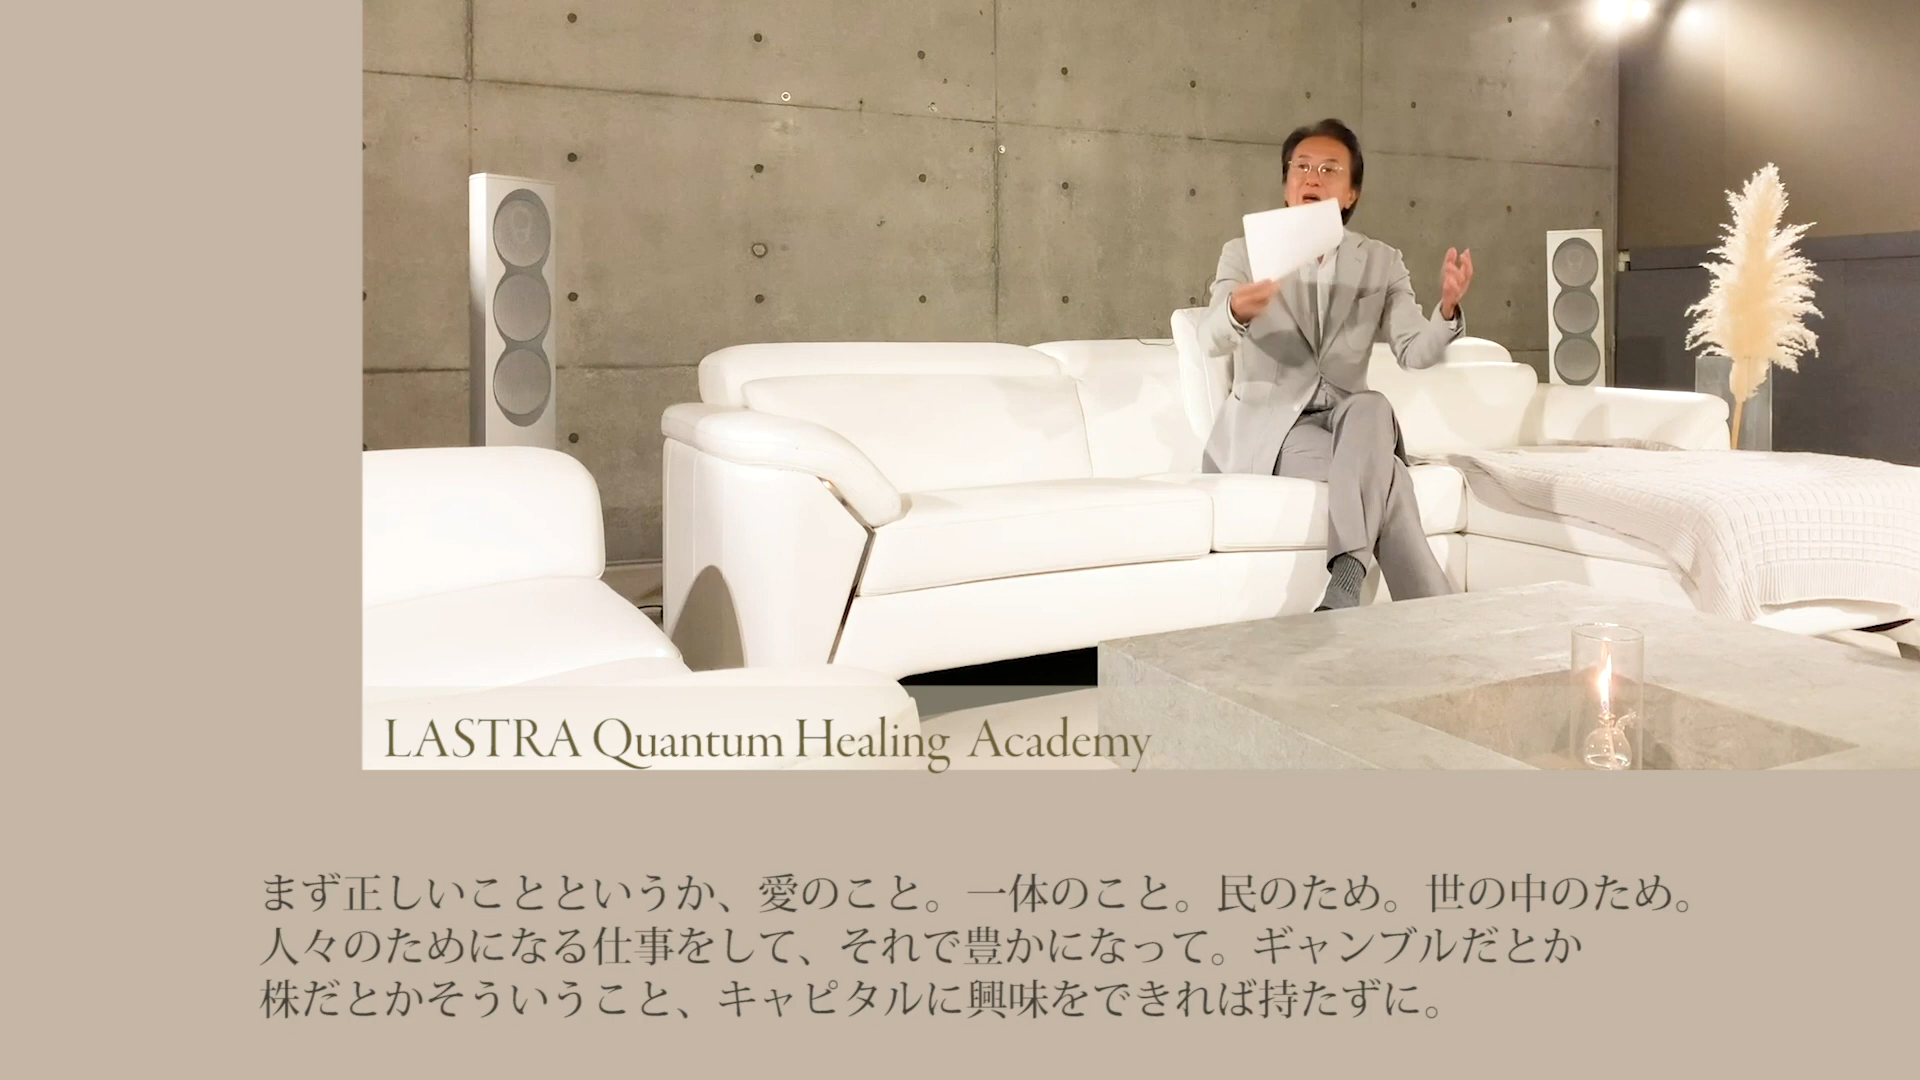 LASTRA Quantum Healing Academy
まず正しいことというか、愛のこと。一体のこと。民のため。世の中のため。
人々のためになる仕事をして、それで豊かになって。ギャンブルだとか
株だとかそういうこと、キャピタルに興味をできれば持たずに。